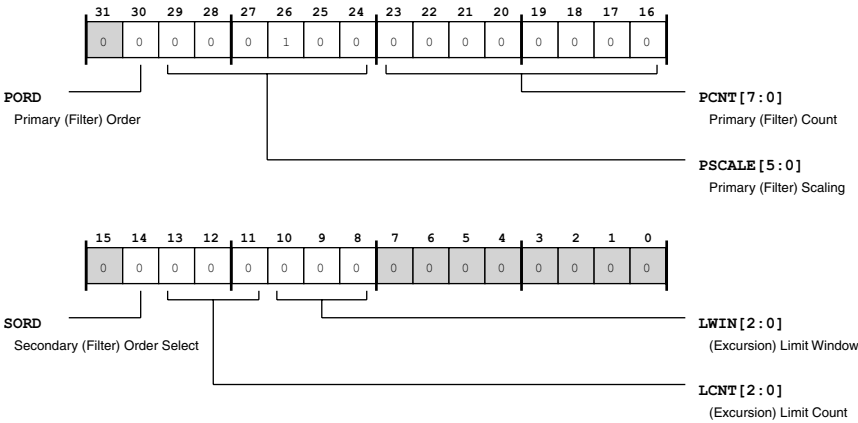 31 30 29 28 27 26 25 24 23 22 21 20 19 18 17 16
0 0 0 0 0 1 0 0 0 0 0 0 0 0 0 0
PORD
Primary (Filter) Order
PCNT[7:0]
Primary (Filter) Count
PSCALE[5:0]
Primary (Filter) Scaling
15 14 13 12 11 10 9 8 7 6 5 4 3 2 1 0
0 0 0 0 0 0 0 0 0 0 0 0 0 0 0 0
SORD
Secondary (Filter) Order Select
LWIN[2:0]
(Excursion) Limit Window
LCNT[2:0]
(Excursion) Limit Count